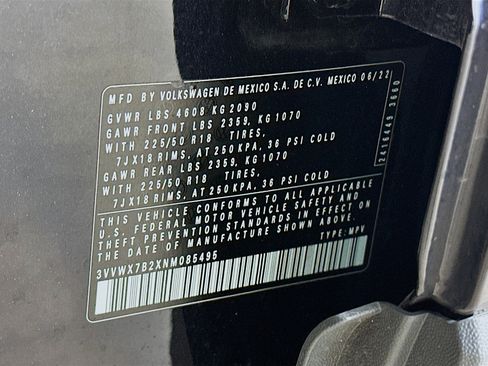 MFD BY VOLKSWAGEN DE MEXICO S.A. DE C.V. MEXICO 06/22
GVWR LBS 4608 KG 2090
GAWR FRONT LBS 2359, KG 1070
WITH 225/50 R18 TIRES,
7JX18 RIMS, AT 250 KPA, 36 PSI COLD
GAWR REAR LBS 2359, KG 1070
WITH 225/50 R18 TIRES,
7JX18 RIMS, AT 250 KPA, 36 PSI COLD
THIS VEHICLE CONFORMS TO ALL APPLICABLE
U.S. FEDERAL MOTOR VEHICLE SAFETY AND
THEFT PREVENTION STANDARDS IN EFFECT ON
THE DATE OF MANUFACTURE SHOWN ABOVE.
3VVWX7B2XNM085495 TYPE: MPV
2416449 3660